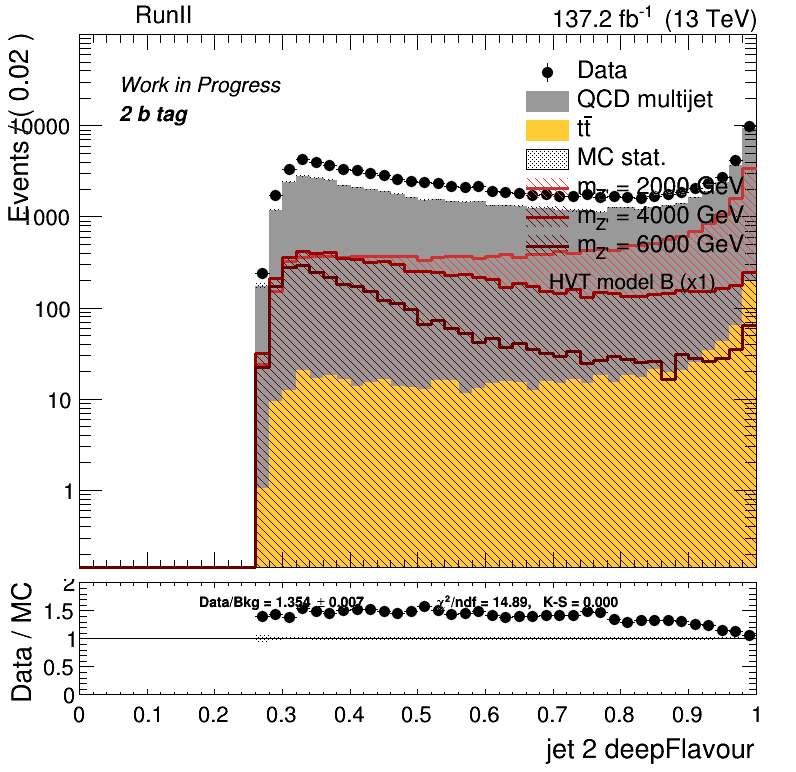 RunII
137.2 fb-1 (13 TeV)
Events / ( 0.02 )
Work in Progress
2 b tag
Data
QCD multijet
tt̄
MC stat.
mZ' = 2000 GeV
mZ' = 4000 GeV
mZ' = 6000 GeV
HVT model B (x1)
10000
1000
100
10
1
Data / MC
2
1.5
1
0.5
0
Data/Bkg = 1.354 ± 0.007
χ²/ndf = 14.89, K-S = 0.000
0 0.1 0.2 0.3 0.4 0.5 0.6 0.7 0.8 0.9 1
jet 2 deepFlavour